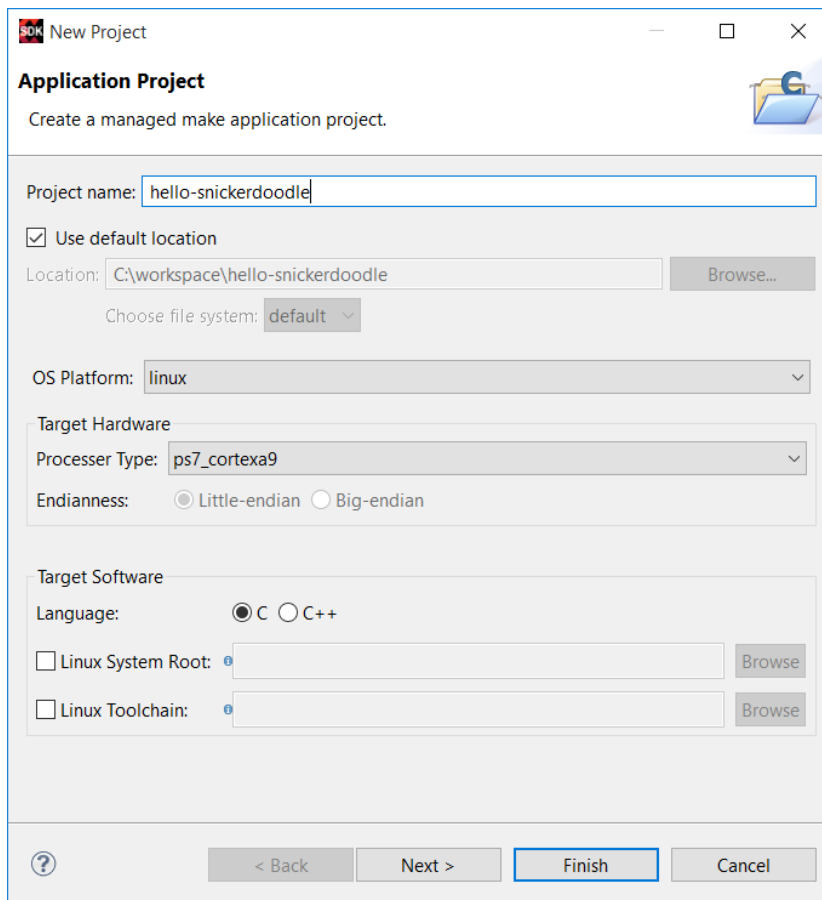 SDK New Project
Application Project
Create a managed make application project.
C
Project name: hello-snickerdoodle
Use default location
Location: C:\workspace\hello-snickerdoodle Browse...
Choose file system: default
OS Platform: linux
Target Hardware
Processer Type: ps7_cortexa9
Endianness: Little-endian Big-endian
Target Software
Language: C C++
Linux System Root: Browse
Linux Toolchain: Browse
? < Back Next > Finish Cancel